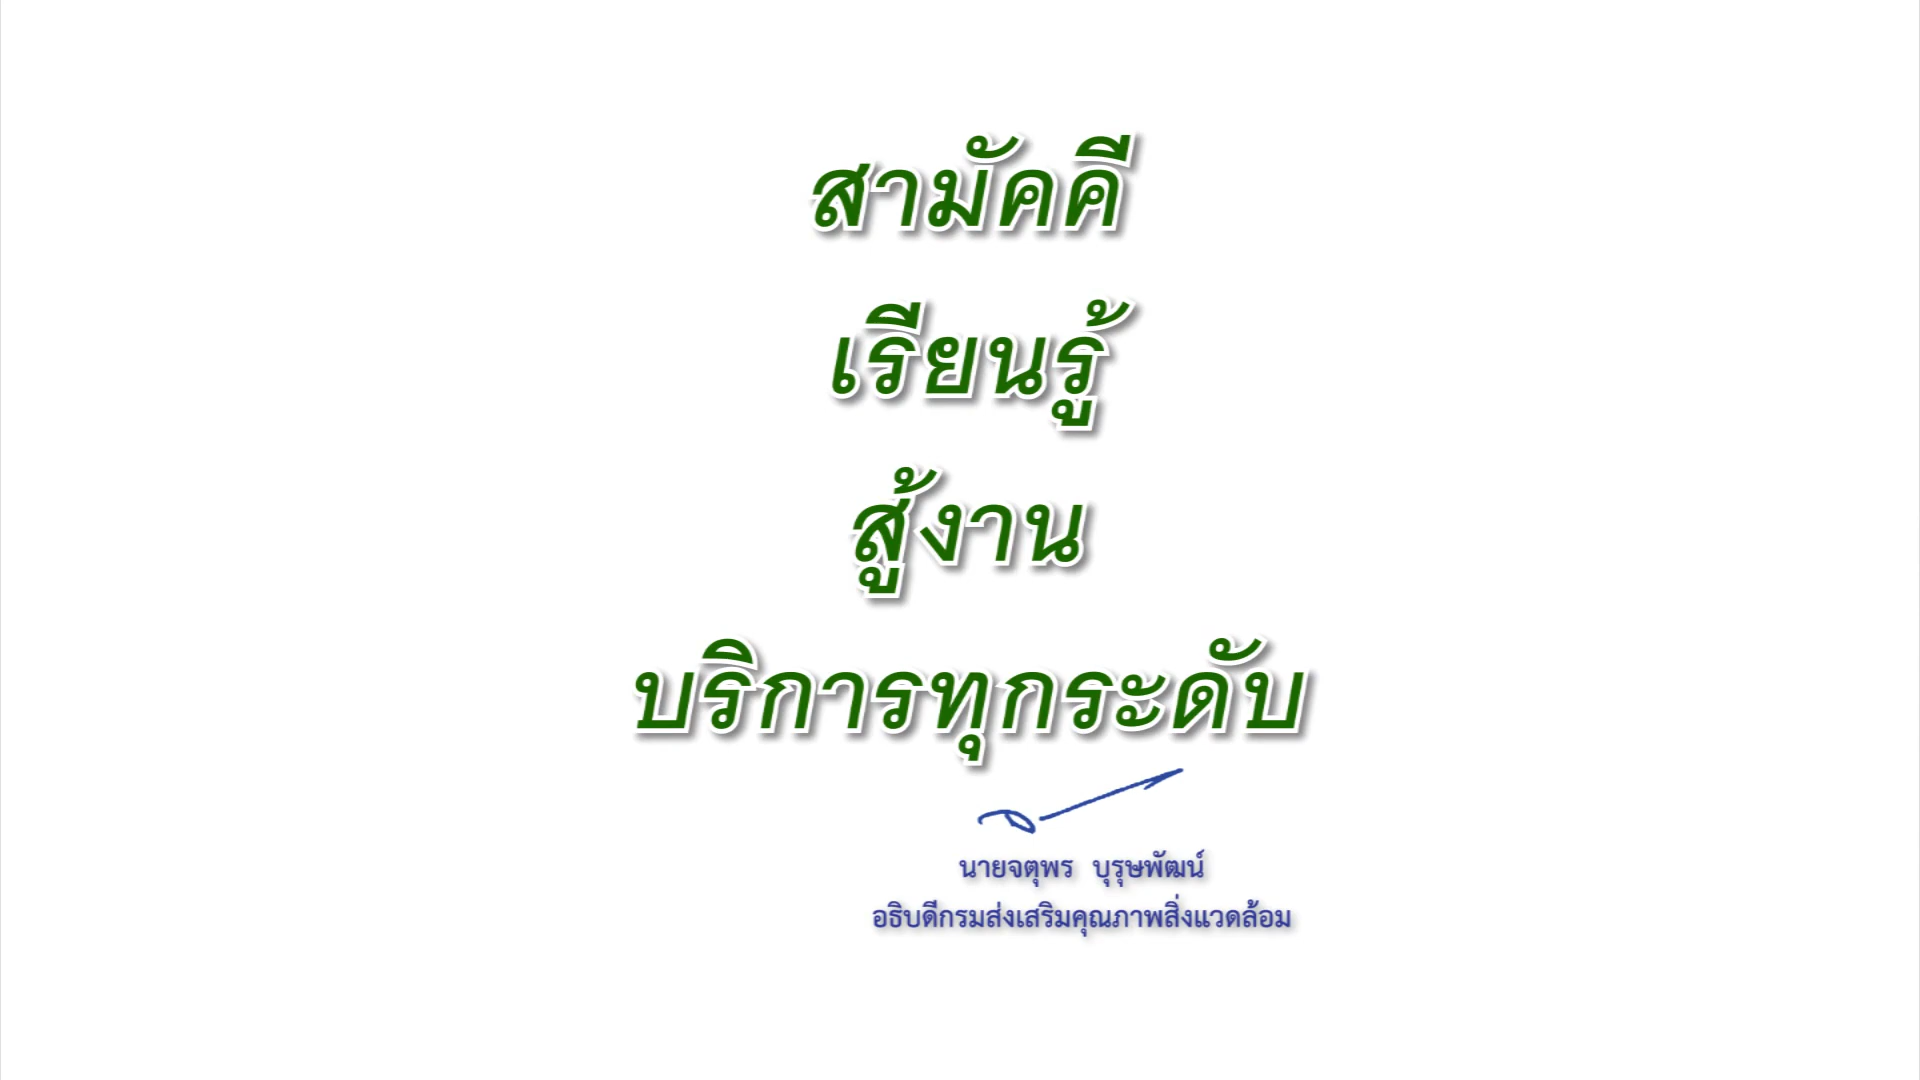 สามัคคี
เรียนรู้
สู้งาน
บริการทุกระดับ
นายจตุพร บุรุษพัฒน์
อธิบดีกรมส่งเสริมคุณภาพสิ่งแวดล้อม